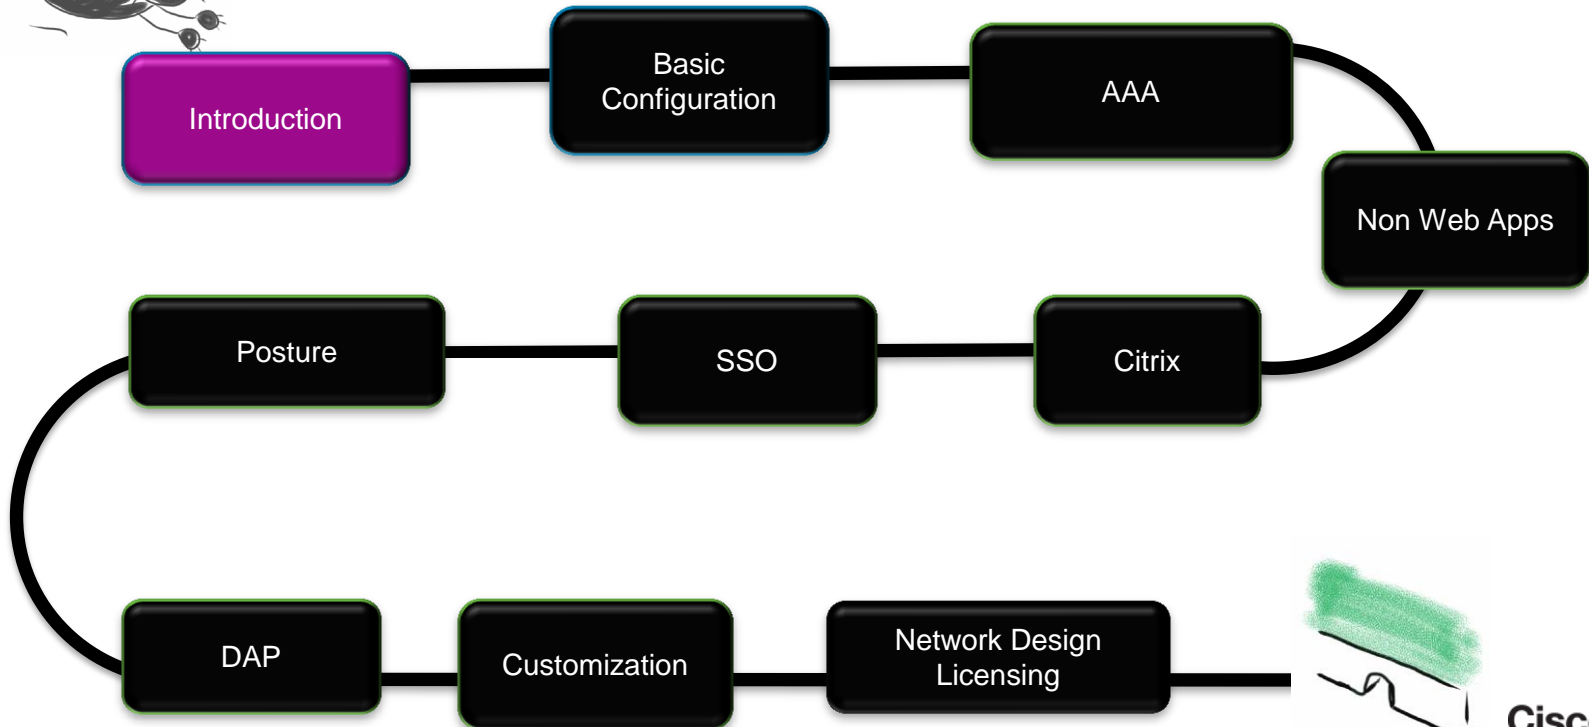 Introduction
Basic
Configuration
AAA
Non Web Apps
Citrix
SSO
Posture
DAP
Customization
Network Design
Licensing